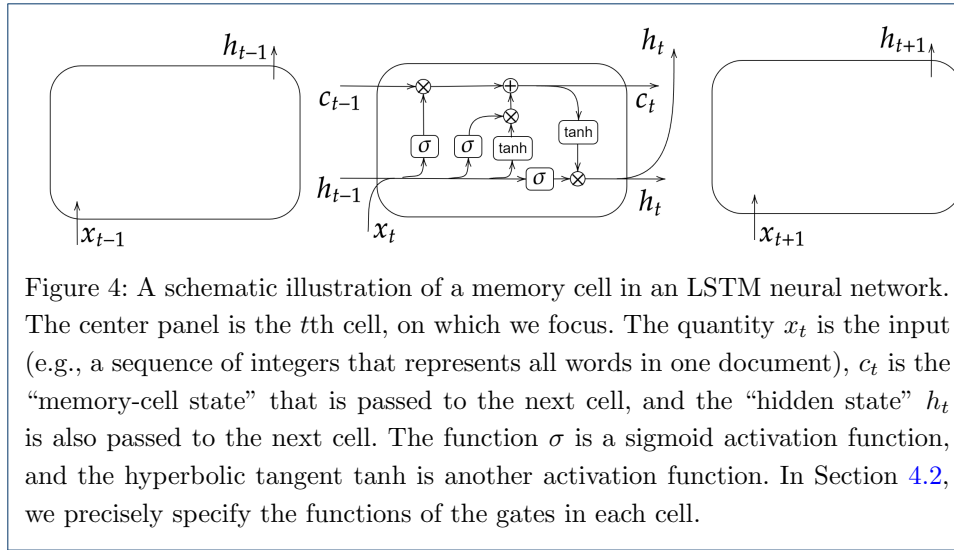 h_{t−1} h_t h_{t+1}
c_{t−1} ⊗ + c_t
⊗
tanh
σ σ tanh
h_{t−1} σ ⊗ h_t
x_{t−1} x_t x_{t+1}
Figure 4: A schematic illustration of a memory cell in an LSTM neural network.
The center panel is the tth cell, on which we focus. The quantity x_t is the input
(e.g., a sequence of integers that represents all words in one document), c_t is the
“memory-cell state” that is passed to the next cell, and the “hidden state” h_t
is also passed to the next cell. The function σ is a sigmoid activation function,
and the hyperbolic tangent tanh is another activation function. In Section 4.2,
we precisely specify the functions of the gates in each cell.